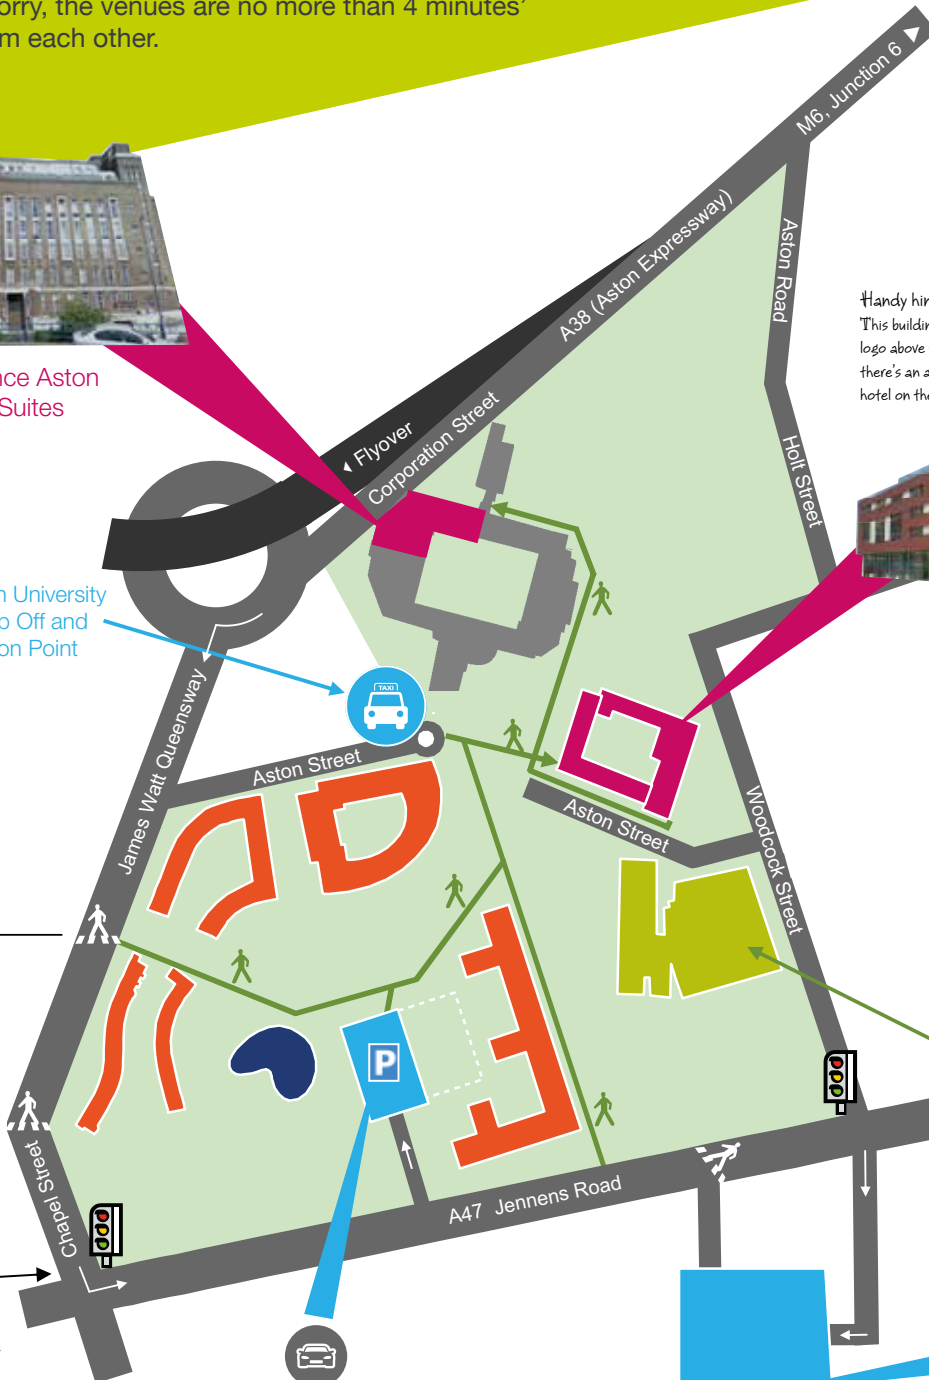 orry, the venues are no more than 4 minutes'
m each other.
M6, Junction 6
A38 (Aston Expressway)
Aston Road
Handy hin
This buildin
logo above
there's an a
hotel on the
nce Aston
Suites
Flyover
Corporation Street
Holt Street
n University
p Off and
on Point
TAXI
James Watt Queensway
Aston Street
Aston Street
Woodcock Street
P
Chapel Street
A47 Jennens Road